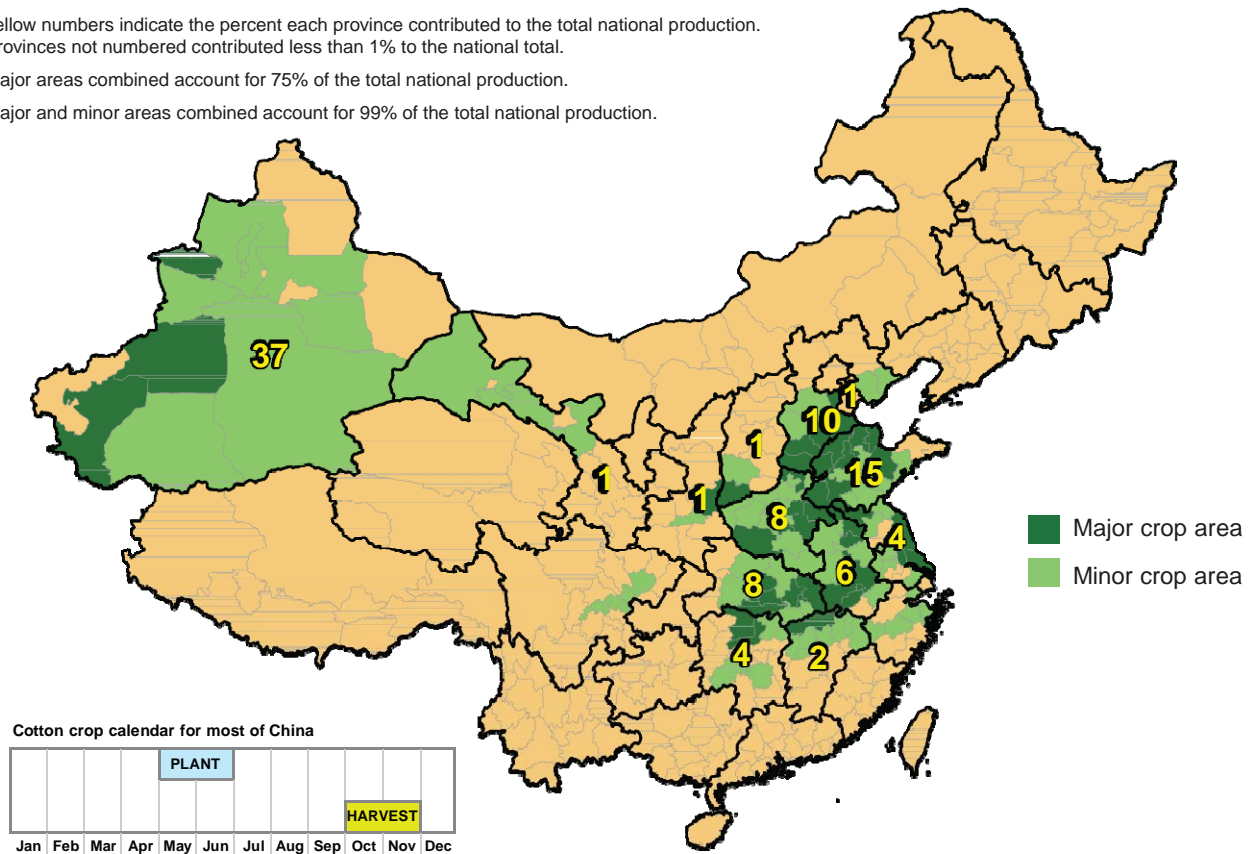 ellow numbers indicate the percent each province contributed to the total national production.
rovinces not numbered contributed less than 1% to the national total.
ajor areas combined account for 75% of the total national production.
ajor and minor areas combined account for 99% of the total national production.
37
10
1
1
15
1
1
8
4
8
6
4
2
Major crop area
Minor crop area
Cotton crop calendar for most of China
PLANT
HARVEST
Jan Feb Mar Apr May Jun Jul Aug Sep Oct Nov Dec